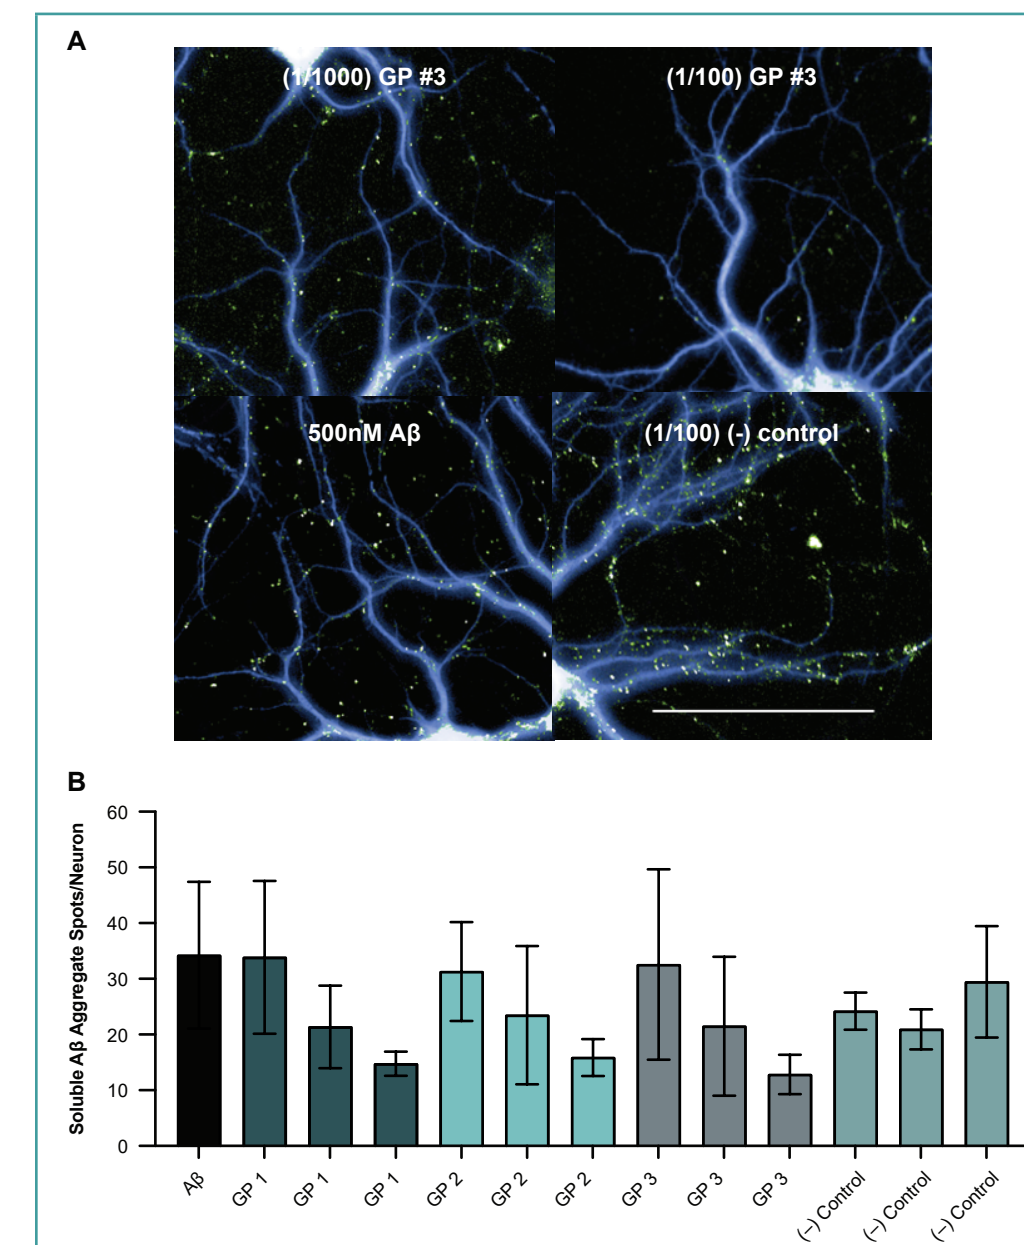 A
(1/1000) GP #3
(1/100) GP #3
500nM Aβ
(1/100) (-) control
B
Soluble Aβ Aggregate Spots/Neuron
60
50
40
30
20
10
0
Aβ
GP 1
GP 1
GP 1
GP 2
GP 2
GP 2
GP 3
GP 3
GP 3
(−) Control
(−) Control
(−) Control